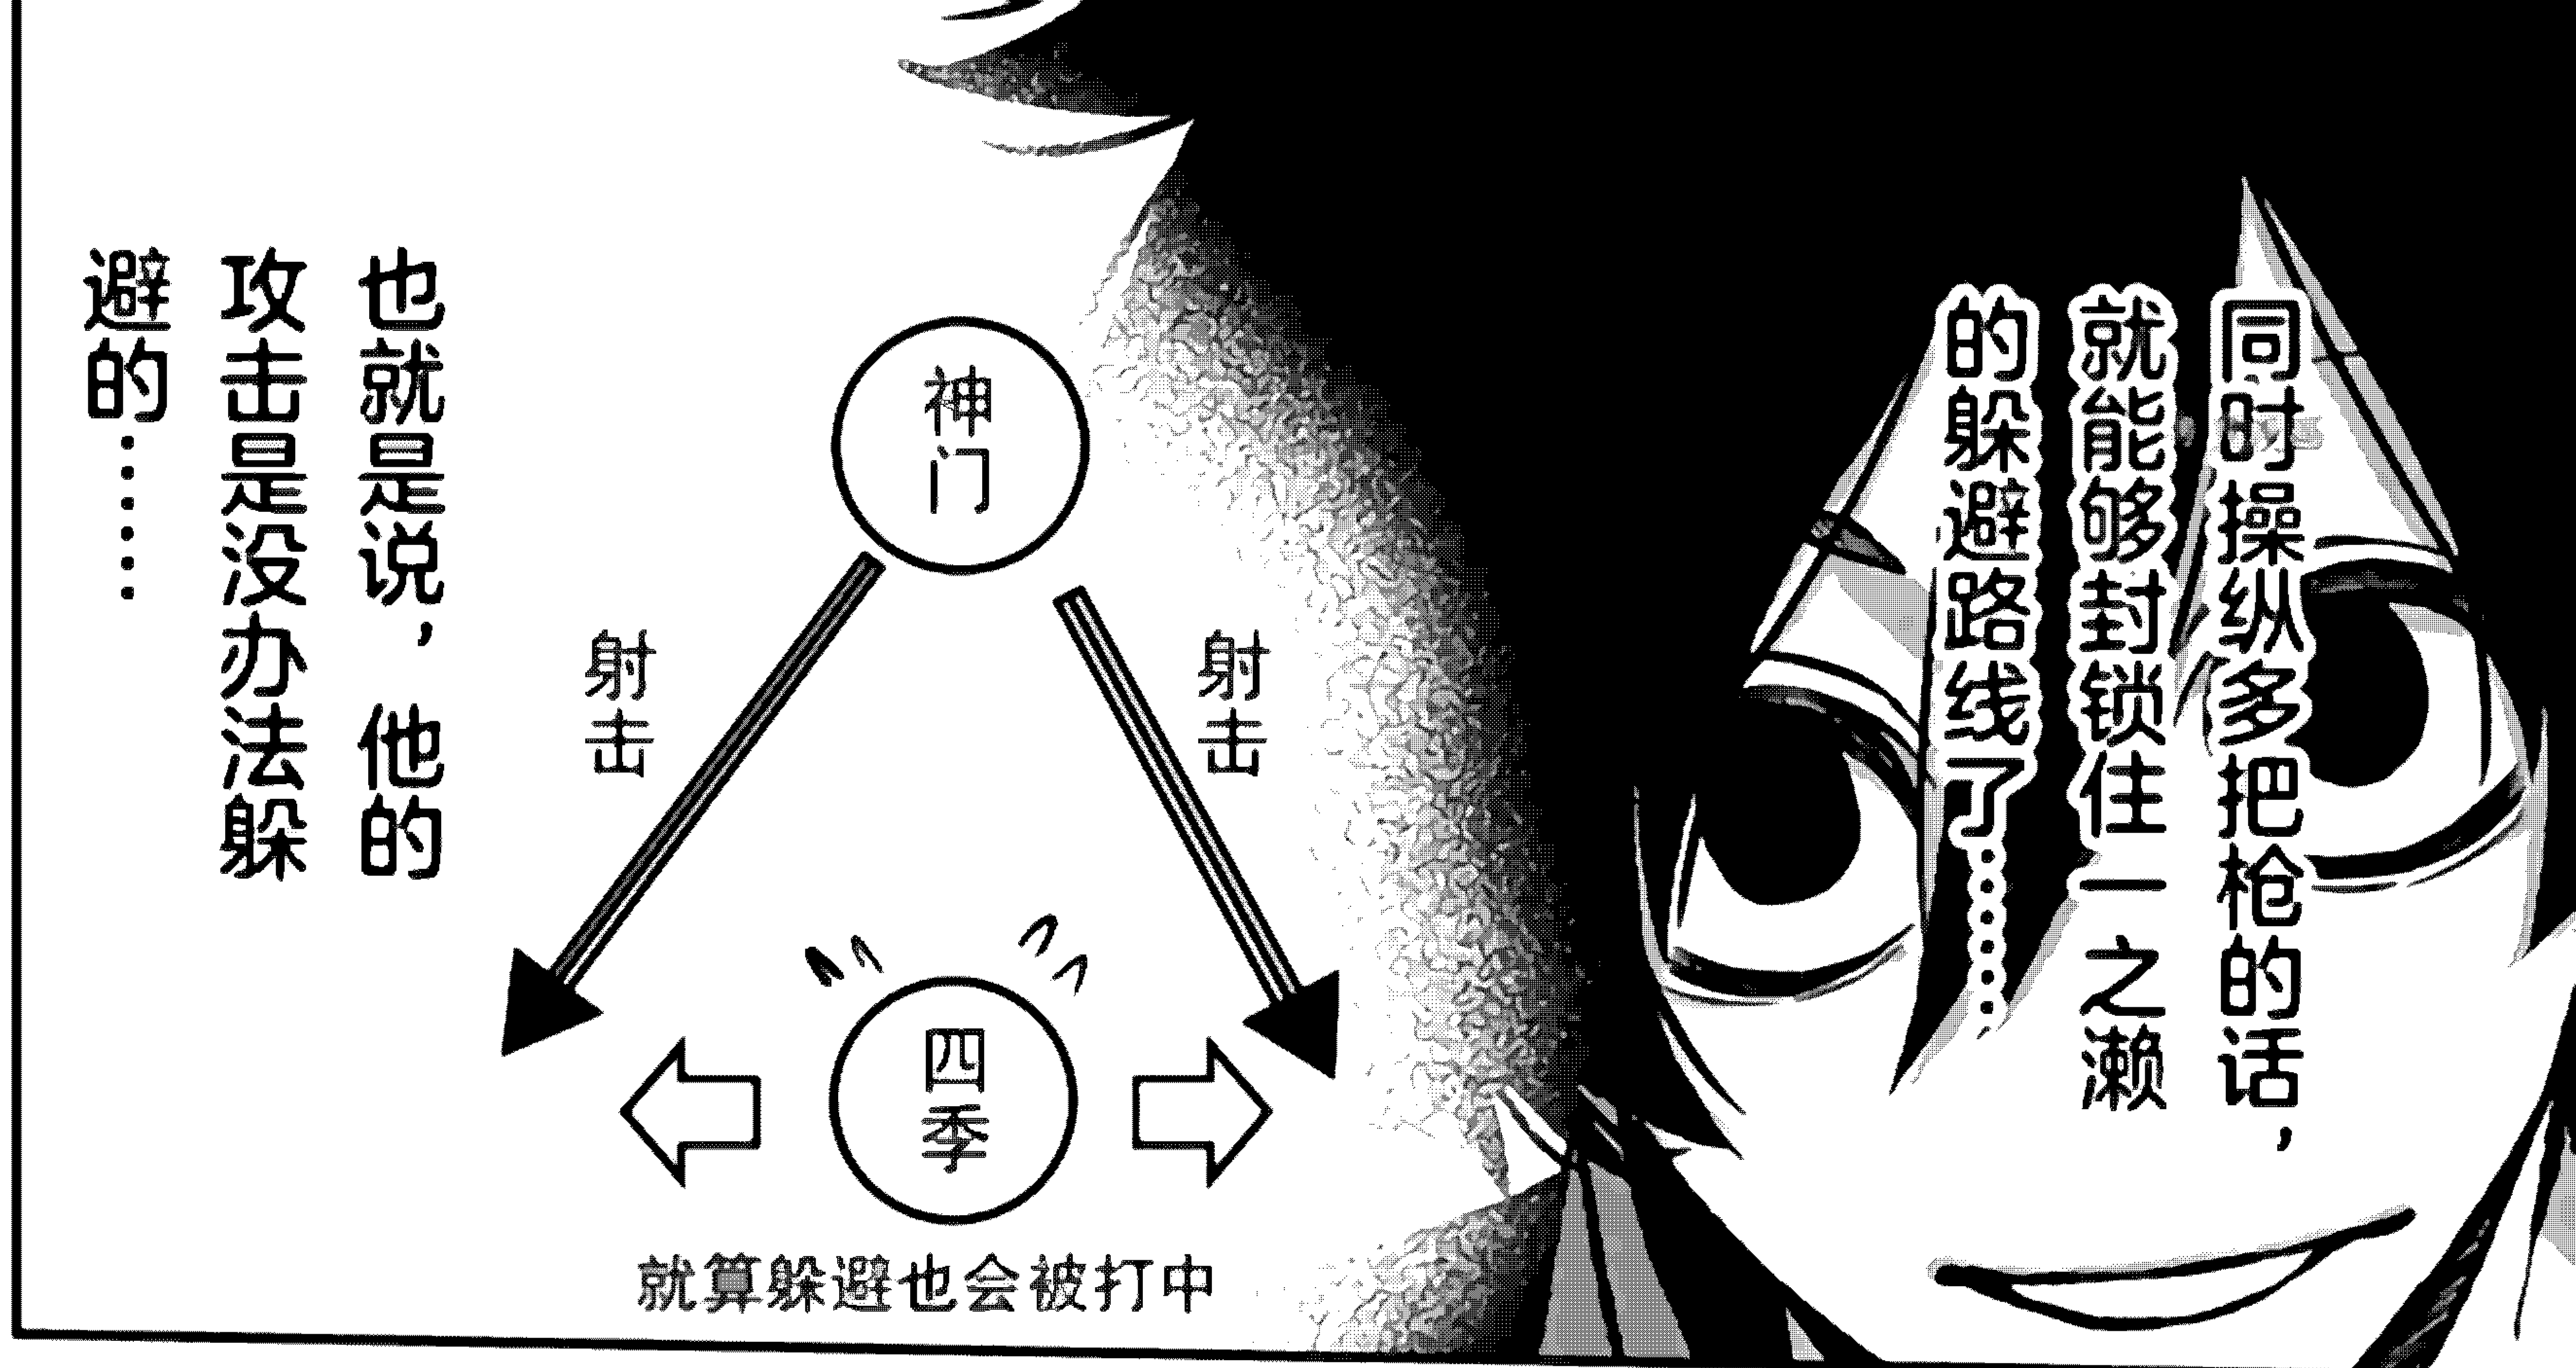 同时操纵多把枪的话，
就能够封锁住一之濑
的躲避路线了……
神门
射击
射击
四季
就算躲避也会被打中
也就是说，他的
攻击是没办法躲
避的……